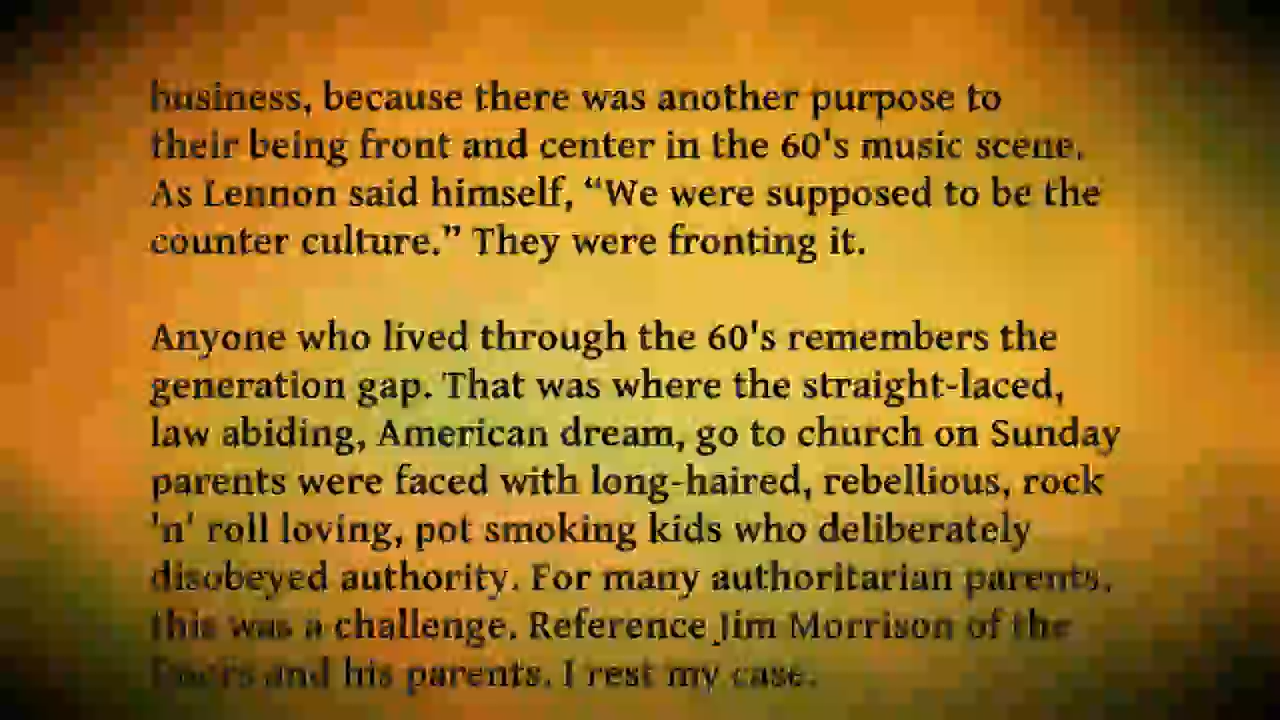 business, because there was another purpose to
their being front and center in the 60's music scene.
As Lennon said himself, “We were supposed to be the
counter culture.” They were fronting it.
Anyone who lived through the 60's remembers the
generation gap. That was where the straight-laced,
law abiding, American dream, go to church on Sunday
parents were faced with long-haired, rebellious, rock
'n' roll loving, pot smoking kids who deliberately
disobeyed authority. For many authoritarian parents,
this was a challenge. Reference Jim Morrison of the
Doors and his parents. I rest my case.